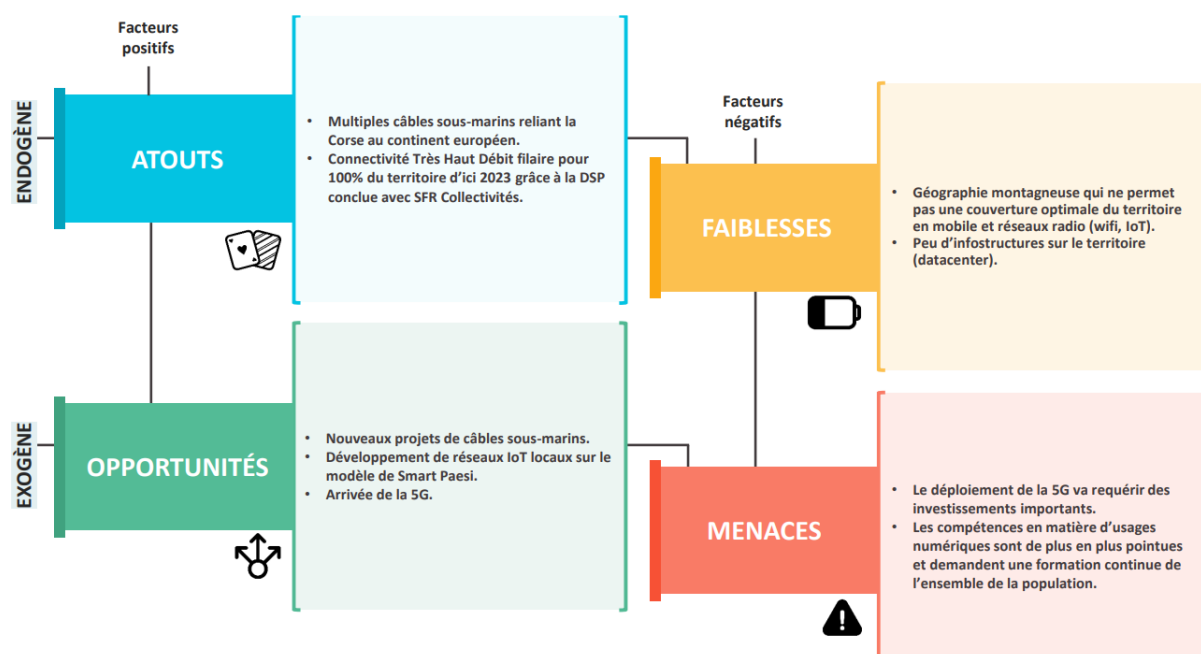 Facteurs
positifs
ENDOGÈNE
ATOUTS
• Multiples câbles sous-marins reliant la
Corse au continent européen.
• Connectivité Très Haut Débit filaire pour
100% du territoire d'ici 2023 grâce à la DSP
conclue avec SFR Collectivités.
Facteurs
négatifs
FAIBLESSES
• Géographie montagneuse qui ne permet
pas une couverture optimale du territoire
en mobile et réseaux radio (wifi, IoT).
• Peu d'infostructures sur le territoire
(datacenter).
EXOGÈNE
OPPORTUNITÉS
• Nouveaux projets de câbles sous-marins.
• Développement de réseaux IoT locaux sur le
modèle de Smart Paesi.
• Arrivée de la 5G.
MENACES
• Le déploiement de la 5G va requérir des
investissements importants.
• Les compétences en matière d'usages
numériques sont de plus en plus pointues
et demandent une formation continue de
l'ensemble de la population.